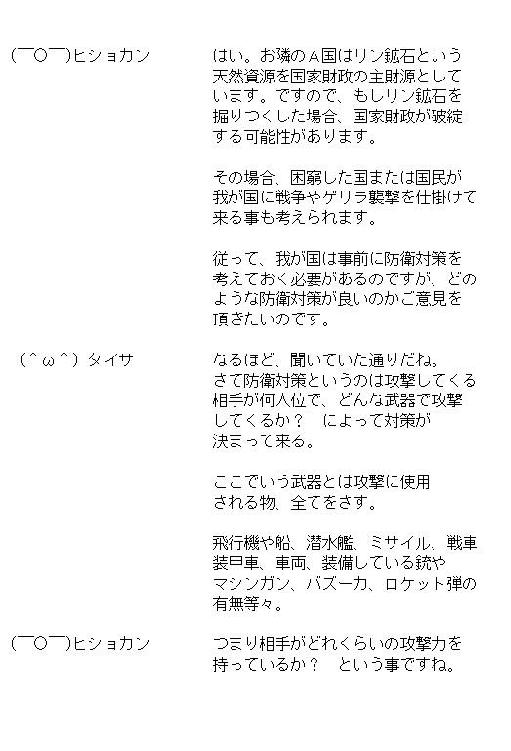 (￣○￣)ヒショカン　はい。お隣のＡ国はリン鉱石という
天然資源を国家財政の主財源として
います。ですので、もしリン鉱石を
掘りつくした場合、国家財政が破綻
する可能性があります。
その場合、困窮した国または国民が
我が国に戦争やゲリラ襲撃を仕掛けて
来る事も考えられます。
従って、我が国は事前に防衛対策を
考えておく必要があるのですが、どの
ような防衛対策が良いのかご意見を
頂きたいのです。
（＾ω＾）タイサ　なるほど、聞いていた通りだね。
さて防衛対策というのは攻撃してくる
相手が何人位で、どんな武器で攻撃
してくるか？　によって対策が
決まって来る。
ここでいう武器とは攻撃に使用
される物、全てをさす。
飛行機や船、潜水艦、ミサイル、戦車
装甲車、車両、装備している銃や
マシンガン、バズーカ、ロケット弾の
有無等々。
(￣○￣)ヒショカン　つまり相手がどれくらいの攻撃力を
持っているか？　という事ですね。